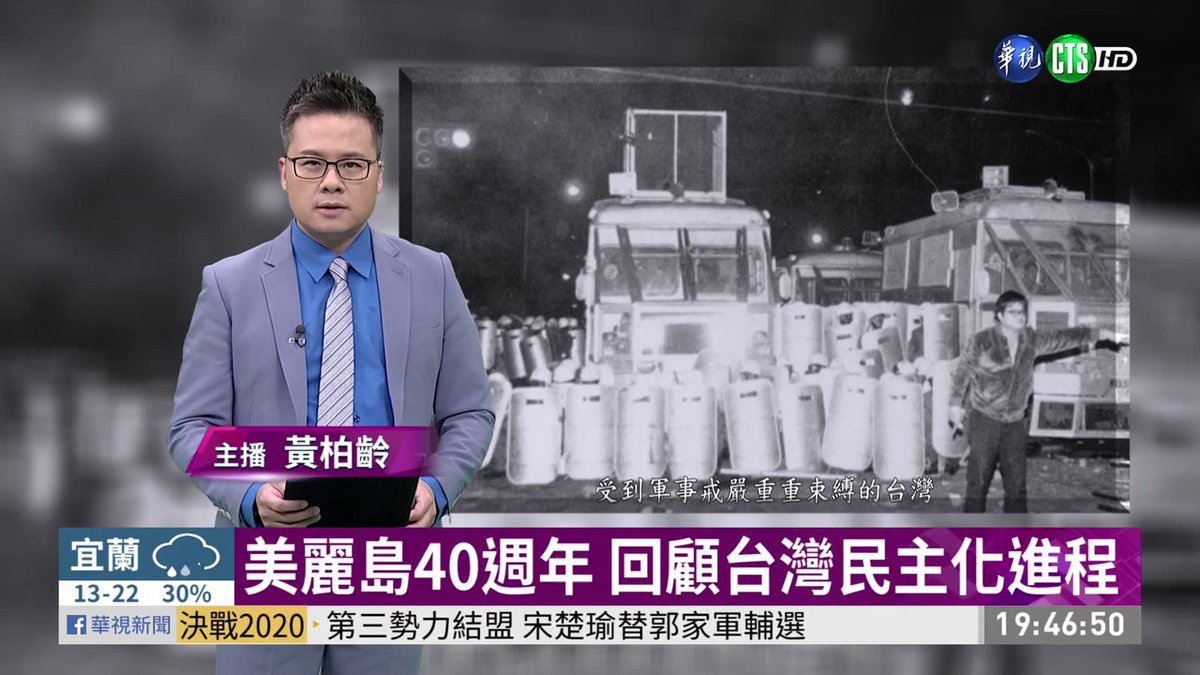 華視 CTS HD
受到軍事戒嚴重重束縛的台灣
主播 黃柏齡
宜蘭
13-22 30%
美麗島40週年 回顧台灣民主化進程
華視新聞
決戰2020
第三勢力結盟 宋楚瑜替郭家軍輔選
19:46:50